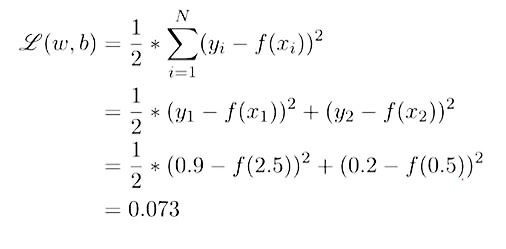 ℒ(w, b) = 1/2 * ∑_{i=1}^{N} (y_i − f(x_i))^2
= 1/2 * (y_1 − f(x_1))^2 + (y_2 − f(x_2))^2
= 1/2 * (0.9 − f(2.5))^2 + (0.2 − f(0.5))^2
= 0.073